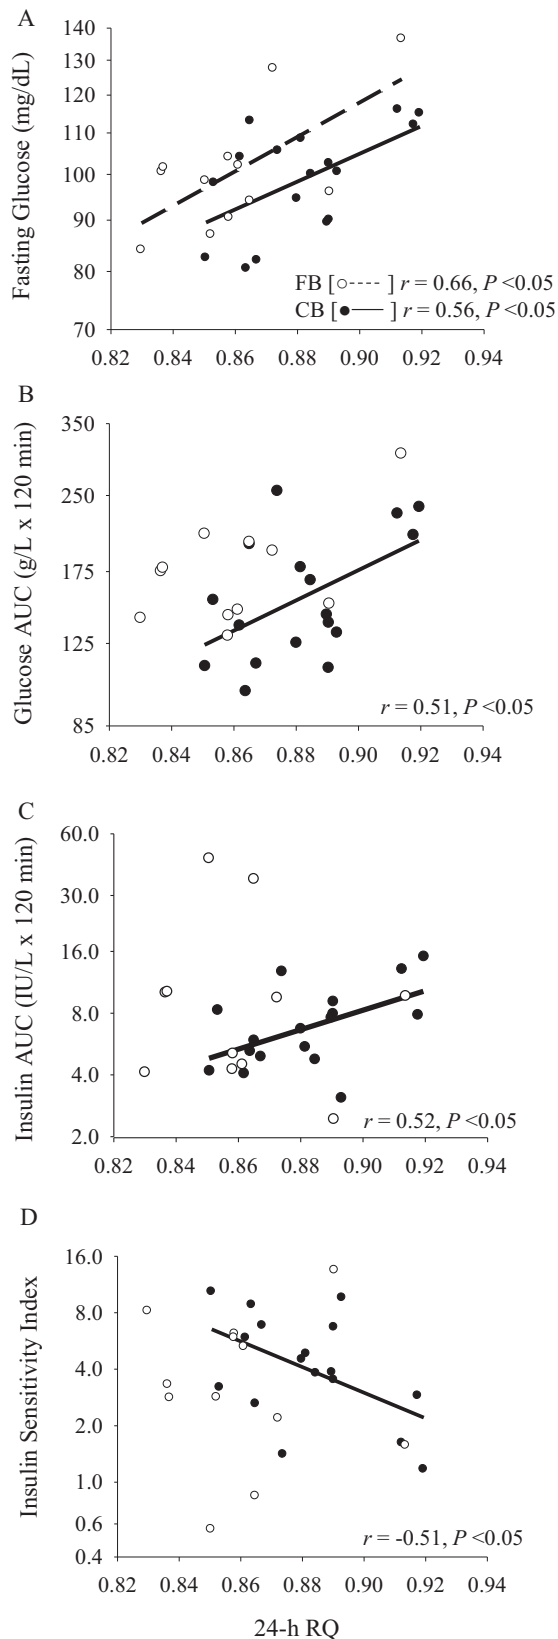 A
Fasting Glucose (mg/dL)
140
130
120
110
100
90
80
70
FB [ ○---- ] r = 0.66, P <0.05
CB [ ●— ] r = 0.56, P <0.05
0.82 0.84 0.86 0.88 0.90 0.92 0.94
B
Glucose AUC (g/L x 120 min)
350
250
175
125
85
r = 0.51, P <0.05
0.82 0.84 0.86 0.88 0.90 0.92 0.94
C
Insulin AUC (IU/L x 120 min)
60.0
30.0
16.0
8.0
4.0
2.0
r = 0.52, P <0.05
0.82 0.84 0.86 0.88 0.90 0.92 0.94
D
Insulin Sensitivity Index
16.0
8.0
4.0
2.0
1.0
0.6
0.4
r = -0.51, P <0.05
0.82 0.84 0.86 0.88 0.90 0.92 0.94
24-h RQ